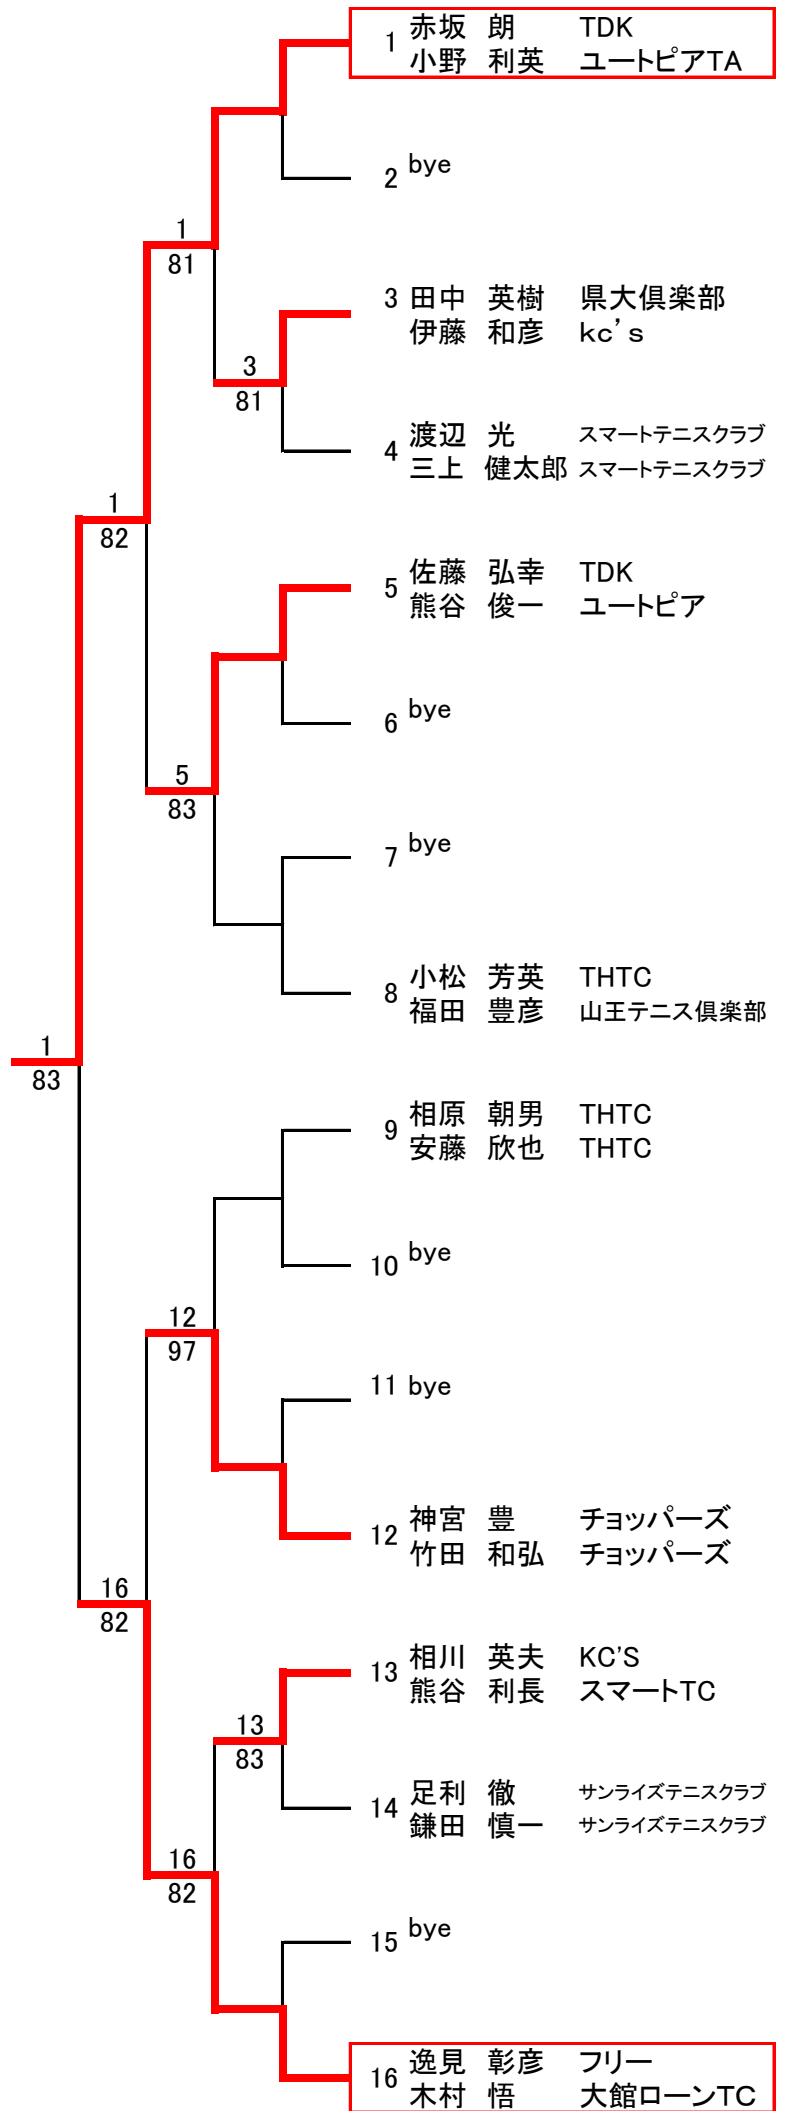 1 赤坂 朗 TDK
小野 利英 ユートピアTA
2 bye
1
81
3 田中 英樹 県大倶楽部
伊藤 和彦 kc's
3
81
4 渡辺 光 スマートテニスクラブ
三上 健太郎 スマートテニスクラブ
1
82
5 佐藤 弘幸 TDK
熊谷 俊一 ユートピア
6 bye
5
83
7 bye
8 小松 芳英 THTC
福田 豊彦 山王テニス倶楽部
1
83
9 相原 朝男 THTC
安藤 欣也 THTC
10 bye
12
97
11 bye
12 神宮 豊 チョッパーズ
竹田 和弘 チョッパーズ
16
82
13 相川 英夫 KC'S
熊谷 利長 スマートTC
13
83
14 足利 徹 サンライズテニスクラブ
鎌田 慎一 サンライズテニスクラブ
16
82
15 bye
16 逸見 彰彦 フリー
木村 悟 大館ローンTC